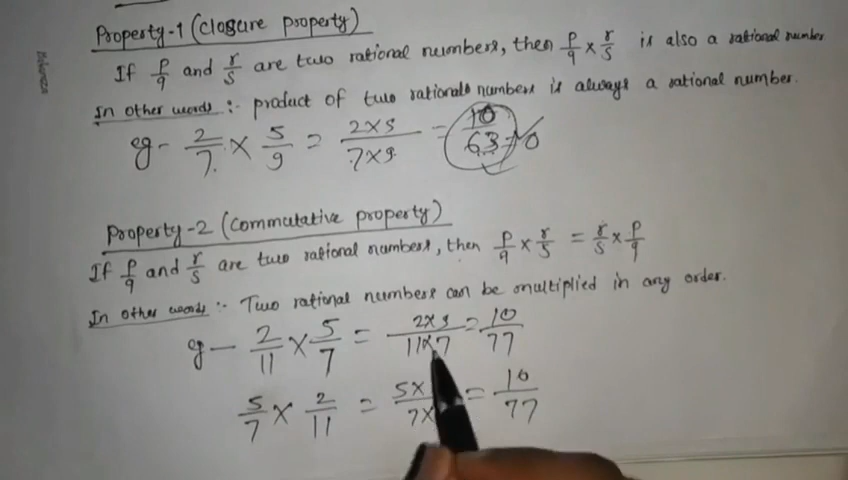 Property-1 (closure property)
If p/q and r/s are two rational numbers, then p/q × r/s is also a rational number
In other words :- product of two rational numbers is always a rational number.
eg - 2/7 × 5/9 = 2×5/7×9 = 10/63 ≠0
Property-2 (commutative property)
If p/q and r/s are two rational numbers, then p/q × r/s = r/s × p/q
In other words :- Two rational numbers can be multiplied in any order.
eg - 2/11 × 5/7 = 2×5/11×7 = 10/77
5/7 × 2/11 = 5×/7× = 10/77